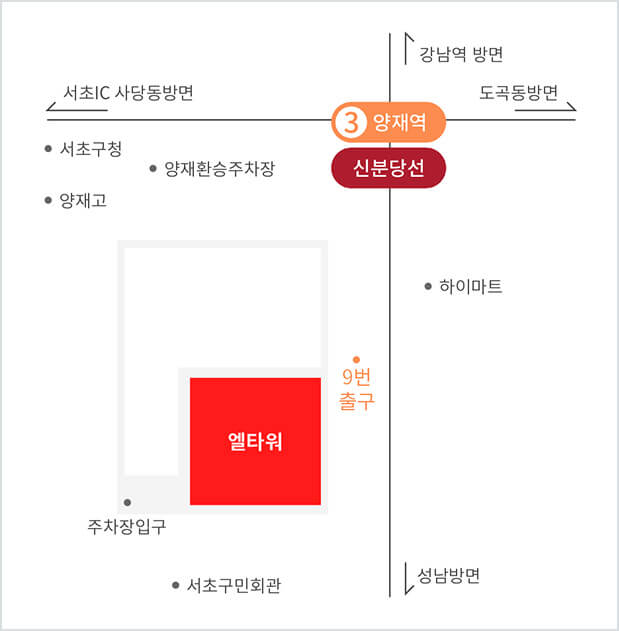 강남역 방면
서초IC 사당동방면
도곡동방면
3 양재역
서초구청
양재환승주차장
신분당선
양재고
하이마트
9번
출구
엘타워
주차장입구
성남방면
서초구민회관